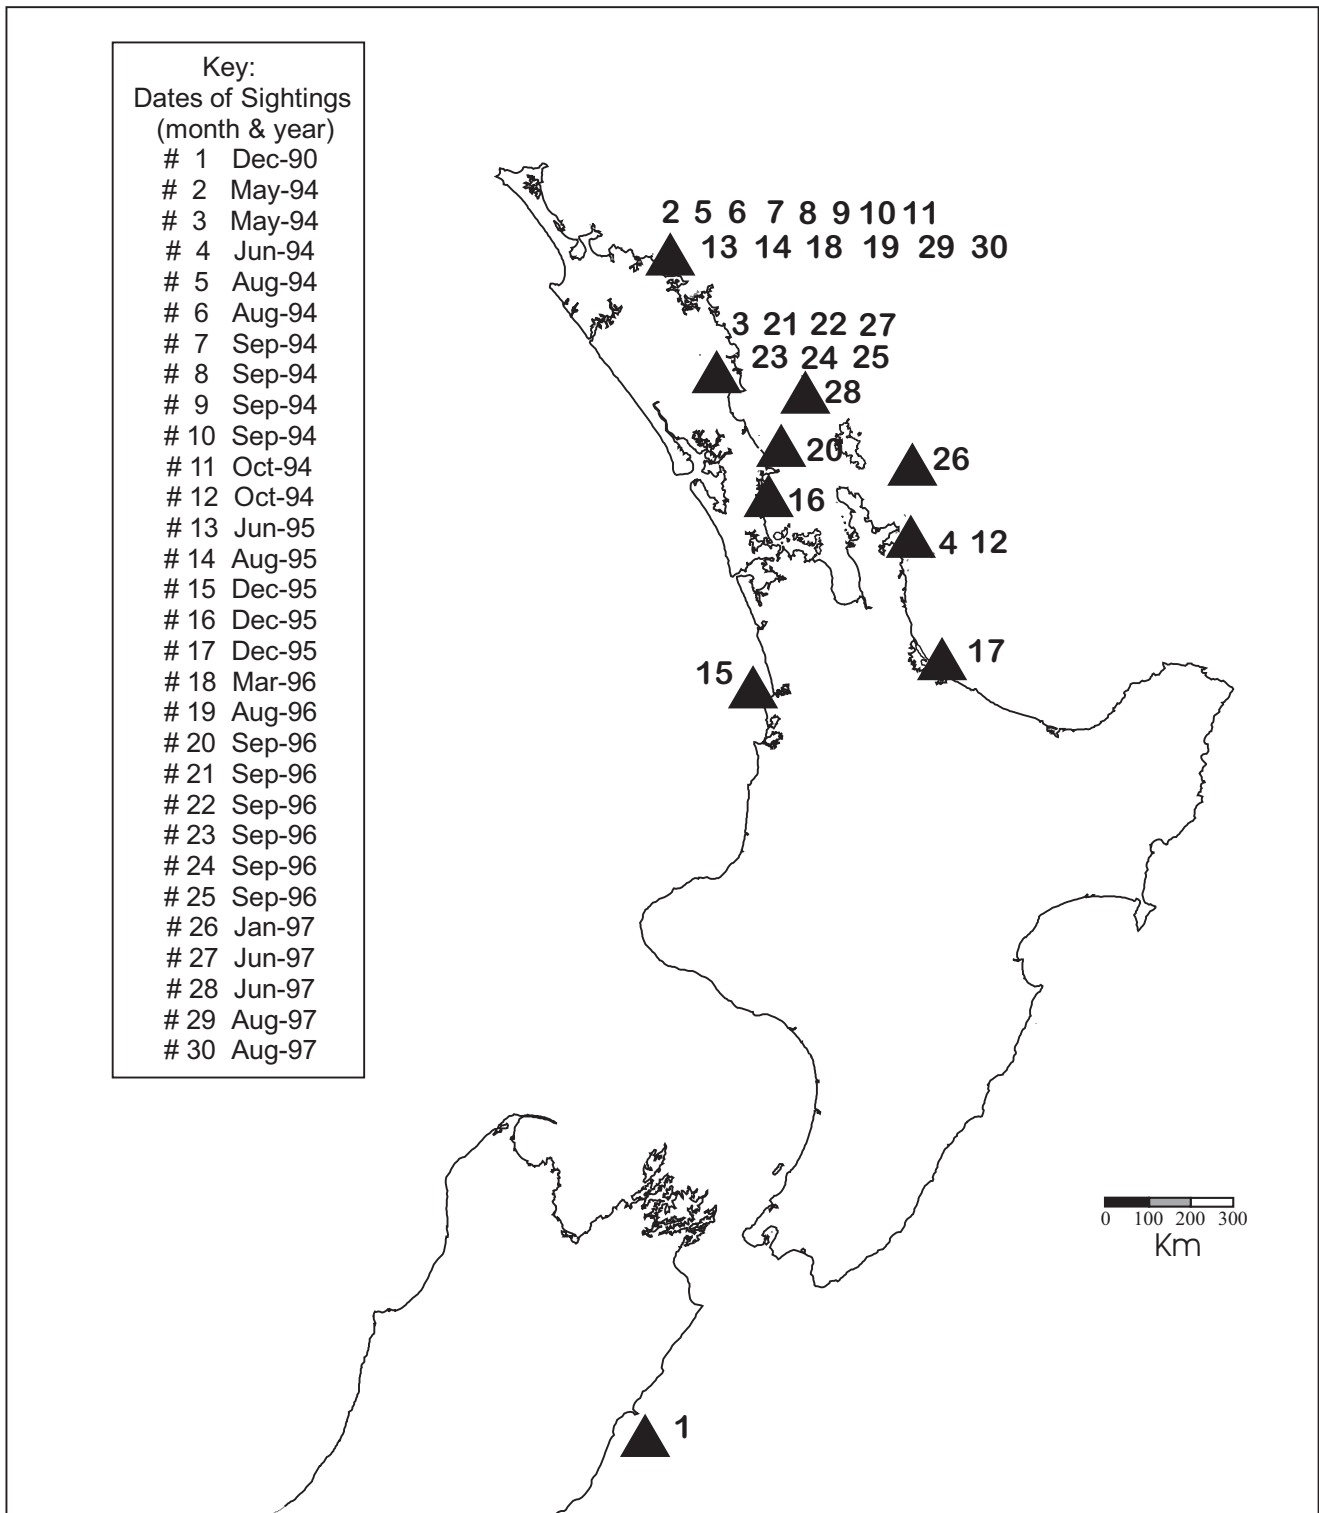 Key:
Dates of Sightings
(month & year)
# 1 Dec-90
# 2 May-94
# 3 May-94
# 4 Jun-94
# 5 Aug-94
# 6 Aug-94
# 7 Sep-94
# 8 Sep-94
# 9 Sep-94
# 10 Sep-94
# 11 Oct-94
# 12 Oct-94
# 13 Jun-95
# 14 Aug-95
# 15 Dec-95
# 16 Dec-95
# 17 Dec-95
# 18 Mar-96
# 19 Aug-96
# 20 Sep-96
# 21 Sep-96
# 22 Sep-96
# 23 Sep-96
# 24 Sep-96
# 25 Sep-96
# 26 Jan-97
# 27 Jun-97
# 28 Jun-97
# 29 Aug-97
# 30 Aug-97
2 5 6 7 8 9 10 11
13 14 18 19 29 30
3 21 22 27
23 24 25
28
20
26
16
4 12
17
15
1
0 100 200 300
Km